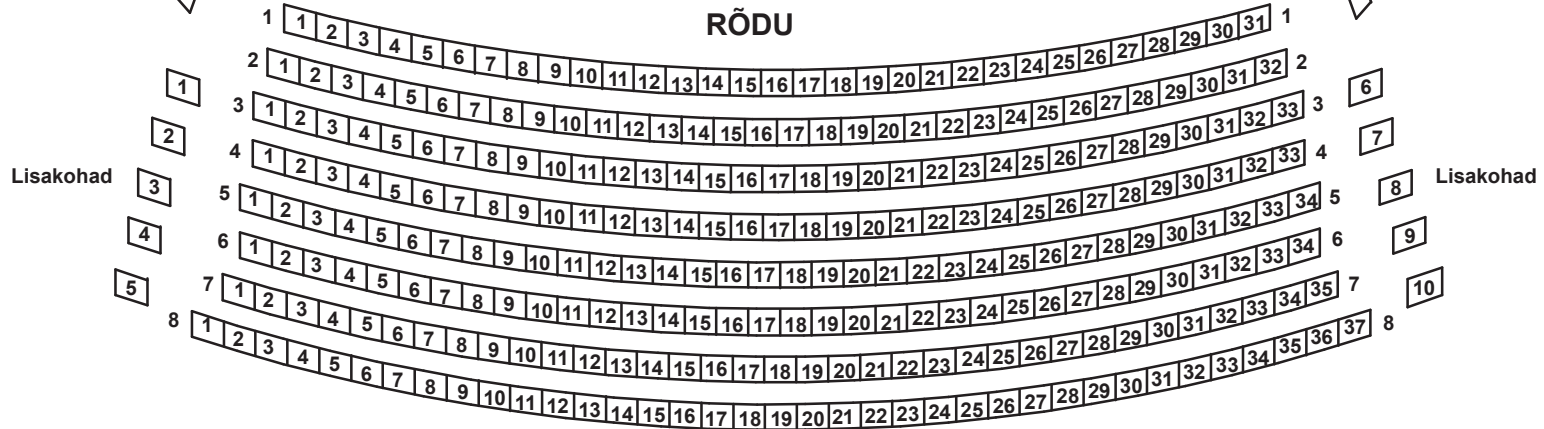 RÕDU
1 1 2 3 4 5 6 7 8 9 10 11 12 13 14 15 16 17 18 19 20 21 22 23 24 25 26 27 28 29 30 31 1
2 1 2 3 4 5 6 7 8 9 10 11 12 13 14 15 16 17 18 19 20 21 22 23 24 25 26 27 28 29 30 31 32 2
3 1 2 3 4 5 6 7 8 9 10 11 12 13 14 15 16 17 18 19 20 21 22 23 24 25 26 27 28 29 30 31 32 33 3
4 1 2 3 4 5 6 7 8 9 10 11 12 13 14 15 16 17 18 19 20 21 22 23 24 25 26 27 28 29 30 31 32 33 4
5 1 2 3 4 5 6 7 8 9 10 11 12 13 14 15 16 17 18 19 20 21 22 23 24 25 26 27 28 29 30 31 32 33 34 5
6 1 2 3 4 5 6 7 8 9 10 11 12 13 14 15 16 17 18 19 20 21 22 23 24 25 26 27 28 29 30 31 32 33 34 6
7 1 2 3 4 5 6 7 8 9 10 11 12 13 14 15 16 17 18 19 20 21 22 23 24 25 26 27 28 29 30 31 32 33 34 35 7
8 1 2 3 4 5 6 7 8 9 10 11 12 13 14 15 16 17 18 19 20 21 22 23 24 25 26 27 28 29 30 31 32 33 34 35 36 37 8
Lisakohad
1
2
3
4
5
Lisakohad
6
7
8
9
10